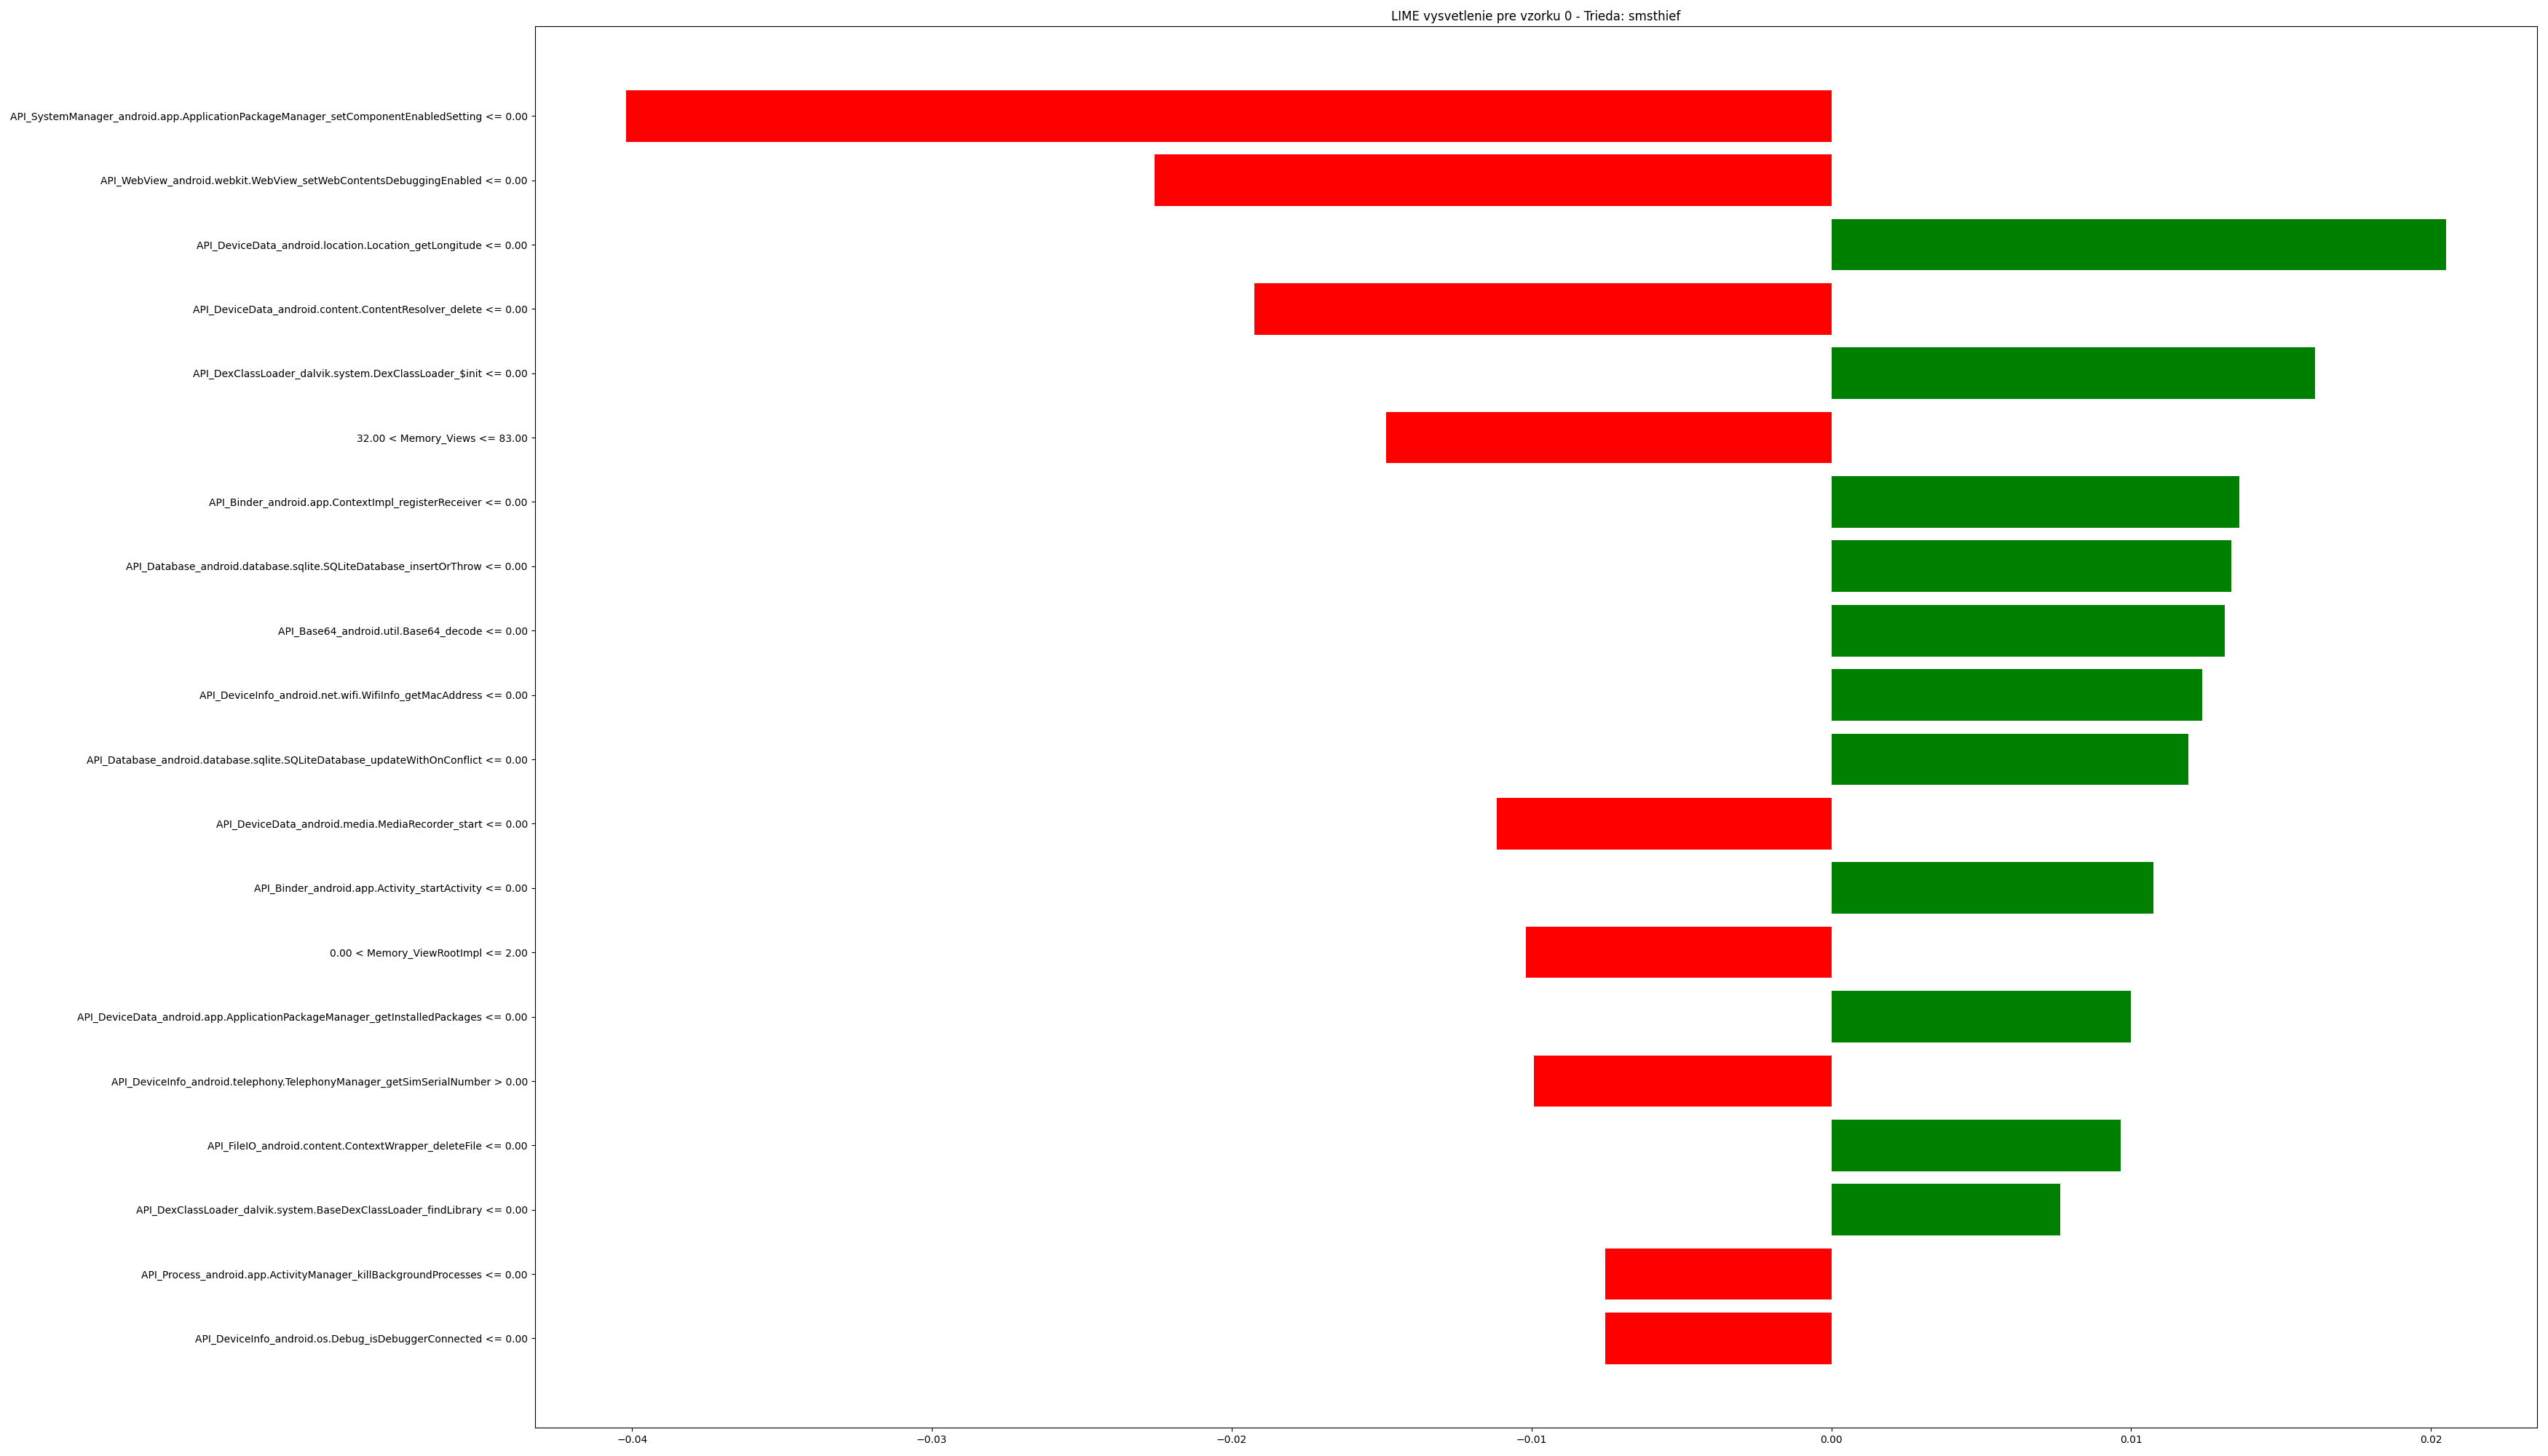 LIME vysvetlenie pre vzorku 0 - Trieda: smsthief
API_SystemManager_android.app.ApplicationPackageManager_setComponentEnabledSetting <= 0.00
API_WebView_android.webkit.WebView_setWebContentsDebuggingEnabled <= 0.00
API_DeviceData_android.location.Location_getLongitude <= 0.00
API_DeviceData_android.content.ContentResolver_delete <= 0.00
API_DexClassLoader_dalvik.system.DexClassLoader_$init <= 0.00
32.00 < Memory_Views <= 83.00
API_Binder_android.app.ContextImpl_registerReceiver <= 0.00
API_Database_android.database.sqlite.SQLiteDatabase_insertOrThrow <= 0.00
API_Base64_android.util.Base64_decode <= 0.00
API_DeviceInfo_android.net.wifi.WifiInfo_getMacAddress <= 0.00
API_Database_android.database.sqlite.SQLiteDatabase_updateWithOnConflict <= 0.00
API_DeviceData_android.media.MediaRecorder_start <= 0.00
API_Binder_android.app.Activity_startActivity <= 0.00
0.00 < Memory_ViewRootImpl <= 2.00
API_DeviceData_android.app.ApplicationPackageManager_getInstalledPackages <= 0.00
API_DeviceInfo_android.telephony.TelephonyManager_getSimSerialNumber > 0.00
API_FileIO_android.content.ContextWrapper_deleteFile <= 0.00
API_DexClassLoader_dalvik.system.BaseDexClassLoader_findLibrary <= 0.00
API_Process_android.app.ActivityManager_killBackgroundProcesses <= 0.00
API_DeviceInfo_android.os.Debug_isDebuggerConnected <= 0.00
−0.04 −0.03 −0.02 −0.01 0.00 0.01 0.02